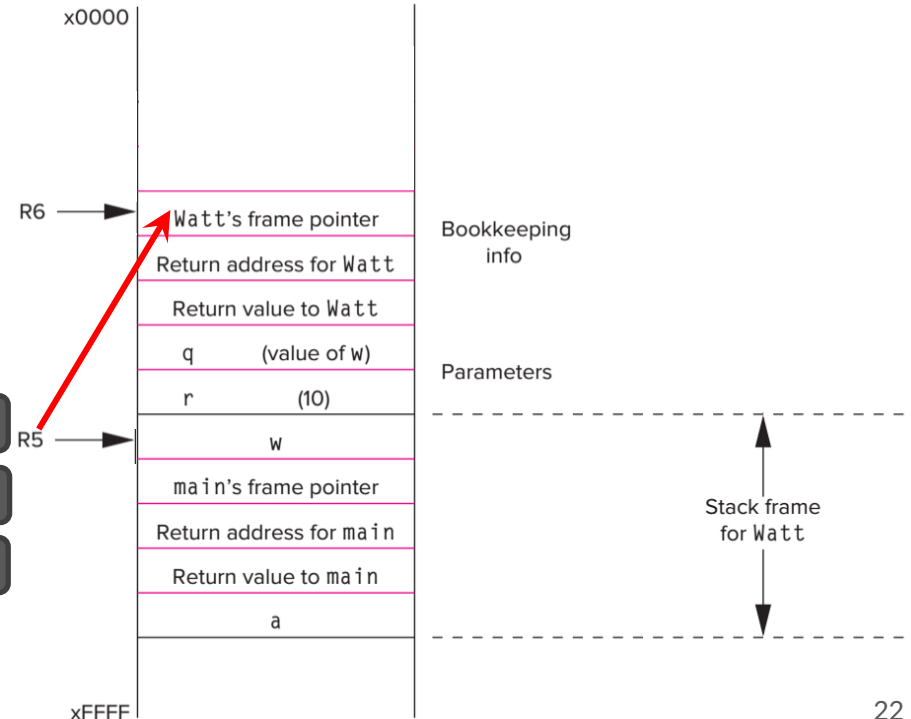 x0000
R6
Watt's frame pointer
Bookkeeping
info
Return address for Watt
Return value to Watt
q (value of w)
Parameters
r (10)
R5
w
main's frame pointer
Stack frame
for Watt
Return address for main
Return value to main
a
xFFFF
22